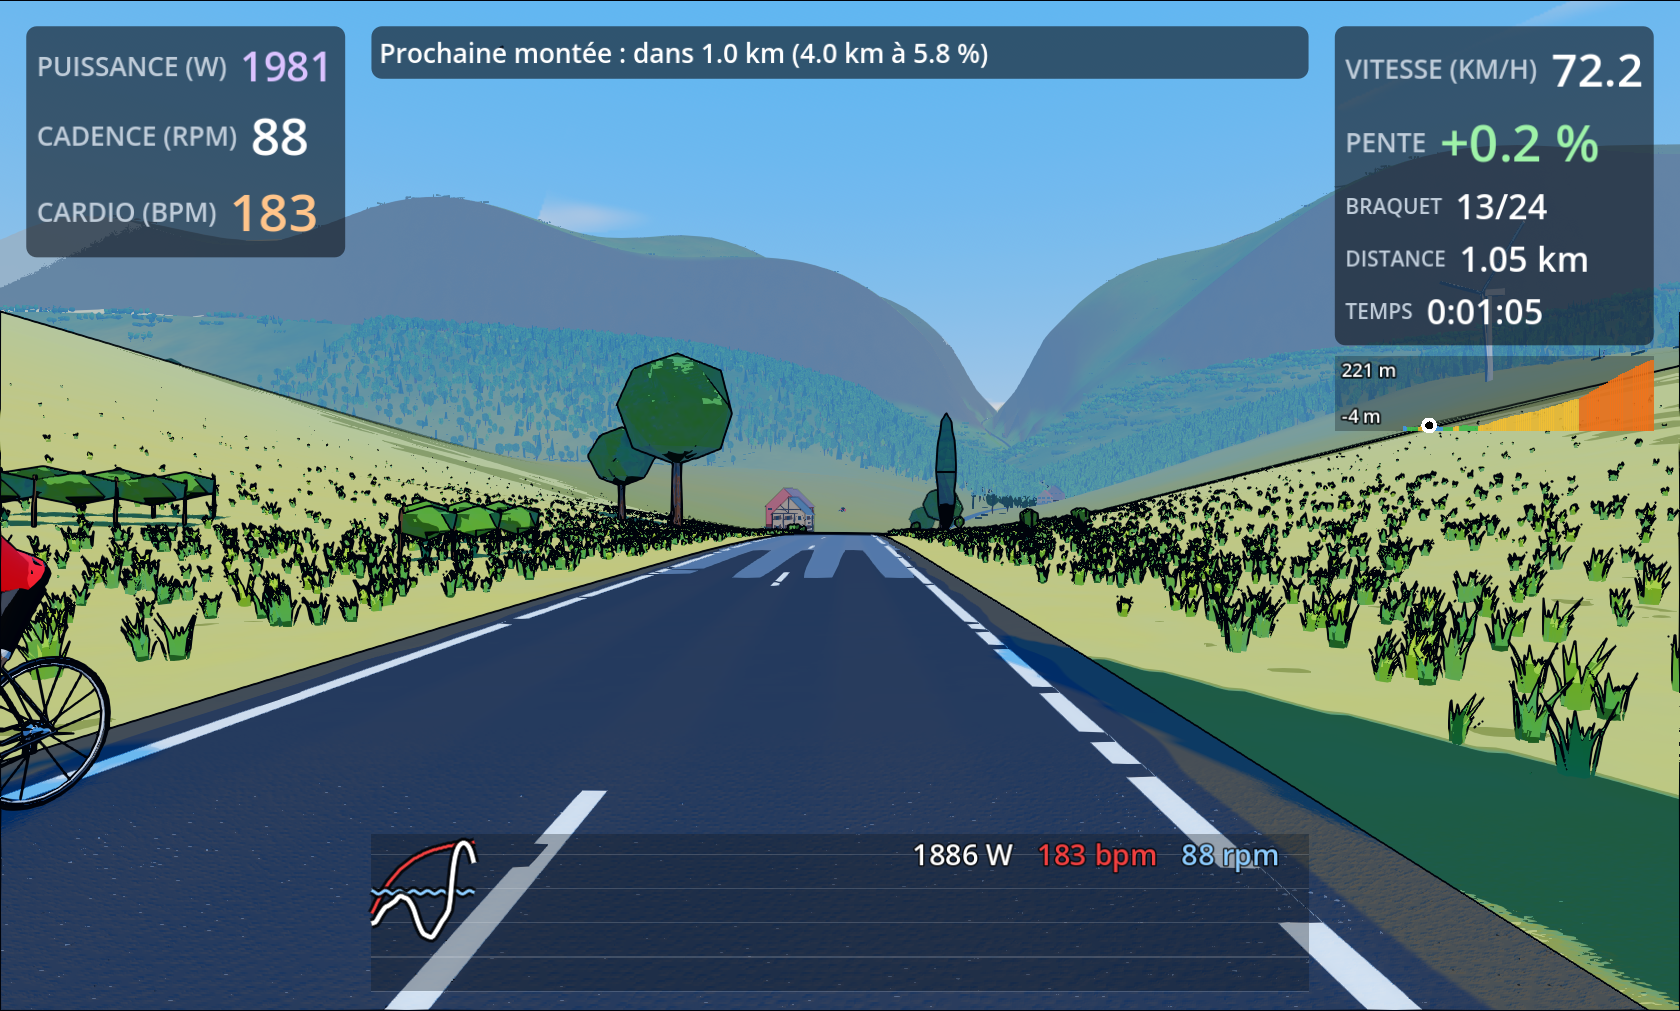 PUISSANCE (W) 1981
CADENCE (RPM) 88
CARDIO (BPM) 183
Prochaine montée : dans 1.0 km (4.0 km à 5.8 %)
VITESSE (KM/H) 72.2
PENTE +0.2 %
BRAQUET 13/24
DISTANCE 1.05 km
TEMPS 0:01:05
221 m
-4 m
1886 W 183 bpm 88 rpm